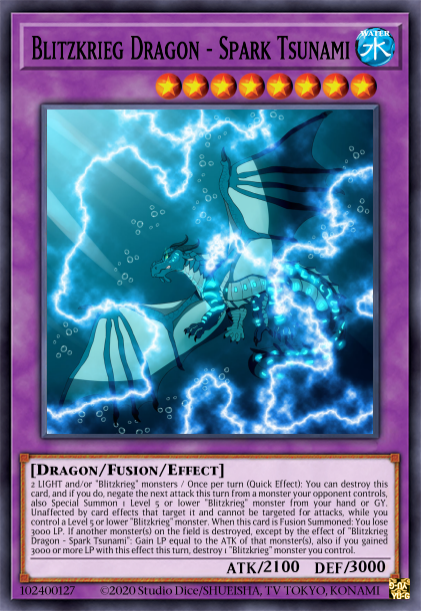 Blitzkrieg Dragon - Spark Tsunami
WATER
水
[Dragon/Fusion/Effect]
2 LIGHT and/or "Blitzkrieg" monsters / Once per turn (Quick Effect): You can destroy this
card, and if you do, negate the next attack this turn from a monster your opponent controls,
also Special Summon 1 Level 5 or lower "Blitzkrieg" monster from your hand or GY.
Unaffected by card effects that target it and cannot be targeted for attacks, while you
control a Level 5 or lower "Blitzkrieg" monster. When this card is Fusion Summoned: You lose
3000 LP. If another monster(s) on the field is destroyed, except by the effect of "Blitzkrieg
Dragon - Spark Tsunami": Gain LP equal to the ATK of that monster(s), also if you gained
3000 or more LP with this effect this turn, destroy 1 "Blitzkrieg" monster you control.
ATK/2100 DEF/3000
102400127 ©2020 Studio Dice/SHUEISHA, TV TOKYO, KONAMI